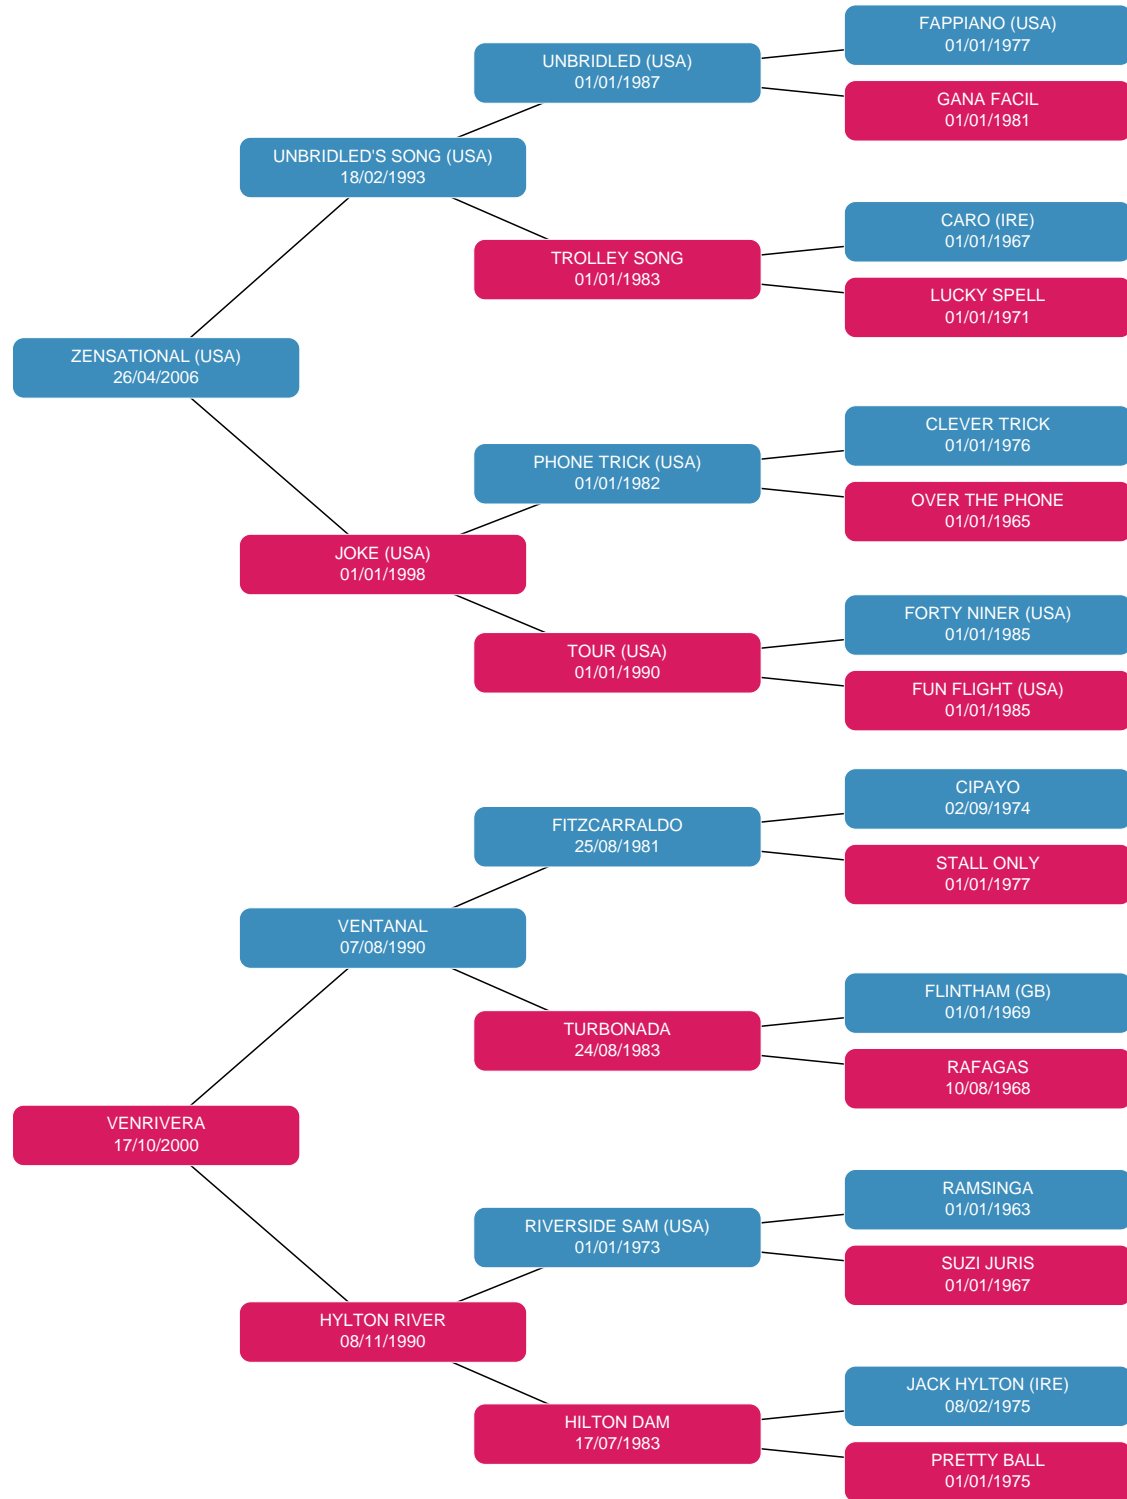 FAPPIANO (USA)
01/01/1977
UNBRIDLED (USA)
01/01/1987
GANA FACIL
01/01/1981
UNBRIDLED'S SONG (USA)
18/02/1993
CARO (IRE)
01/01/1967
TROLLEY SONG
01/01/1983
LUCKY SPELL
01/01/1971
ZENSATIONAL (USA)
26/04/2006
CLEVER TRICK
01/01/1976
PHONE TRICK (USA)
01/01/1982
OVER THE PHONE
01/01/1965
JOKE (USA)
01/01/1998
FORTY NINER (USA)
01/01/1985
TOUR (USA)
01/01/1990
FUN FLIGHT (USA)
01/01/1985
CIPAYO
02/09/1974
FITZCARRALDO
25/08/1981
STALL ONLY
01/01/1977
VENTANAL
07/08/1990
FLINTHAM (GB)
01/01/1969
TURBONADA
24/08/1983
RAFAGAS
10/08/1968
VENRIVERA
17/10/2000
RAMSINGA
01/01/1963
RIVERSIDE SAM (USA)
01/01/1973
SUZI JURIS
01/01/1967
HYLTON RIVER
08/11/1990
JACK HYLTON (IRE)
08/02/1975
HILTON DAM
17/07/1983
PRETTY BALL
01/01/1975